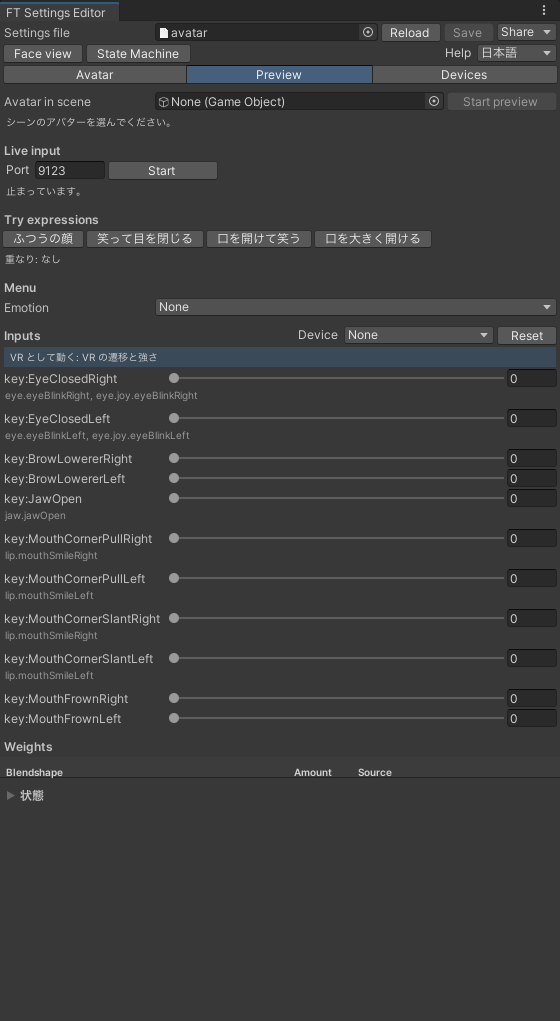 FT Settings Editor
Settings file avatar Reload Save Share
Face view State Machine Help 日本語
Avatar Preview Devices
Avatar in scene None (Game Object) Start preview
シーンのアバターを選んでください。
Live input
Port 9123 Start
止まっています。
Try expressions
ふつうの顔 笑って目を閉じる 口を開けて笑う 口を大きく開ける
重なり: なし
Menu
Emotion None
Inputs Device None Reset
VR として動く: VR の遷移と強さ
key:EyeClosedRight 0
eye.eyeBlinkRight, eye.joy.eyeBlinkRight
key:EyeClosedLeft 0
eye.eyeBlinkLeft, eye.joy.eyeBlinkLeft
key:BrowLowererRight 0
key:BrowLowererLeft 0
key:JawOpen 0
jaw.jawOpen
key:MouthCornerPullRight 0
lip.mouthSmileRight
key:MouthCornerPullLeft 0
lip.mouthSmileLeft
key:MouthCornerSlantRight 0
lip.mouthSmileRight
key:MouthCornerSlantLeft 0
lip.mouthSmileLeft
key:MouthFrownRight 0
key:MouthFrownLeft 0
Weights
Blendshape Amount Source
状態